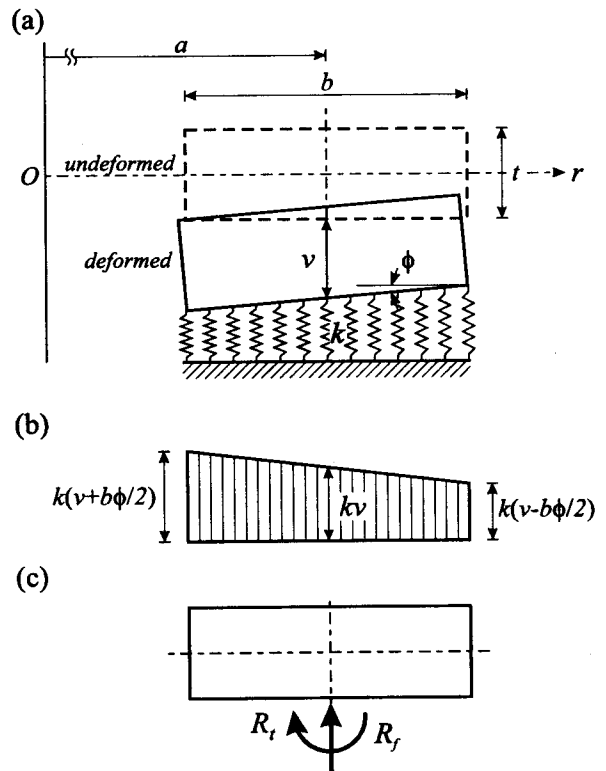 (a)
a
b
undeformed
O
r
t
deformed
v
ϕ
k
(b)
k(v+bϕ/2)
kv
k(v-bϕ/2)
(c)
R_t
R_f